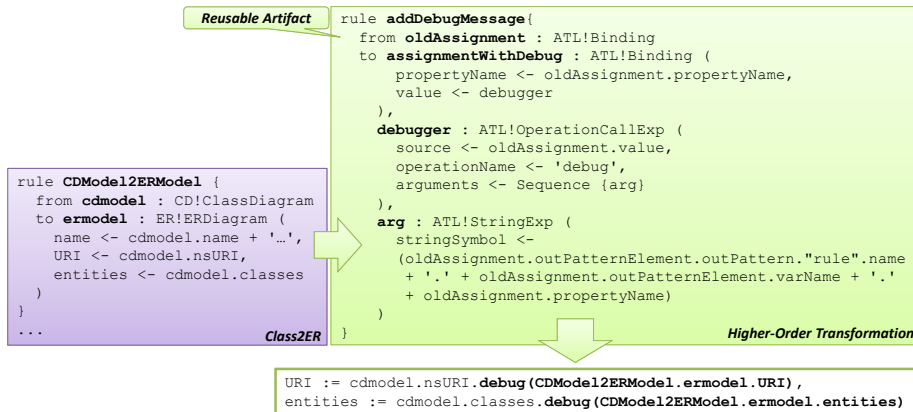 Reusable Artifact
rule addDebugMessage{
from oldAssignment : ATL!Binding
to assignmentWithDebug : ATL!Binding (
propertyName <- oldAssignment.propertyName,
value <- debugger
),
debugger : ATL!OperationCallExp (
source <- oldAssignment.value,
operationName <- 'debug',
arguments <- Sequence {arg}
),
arg : ATL!StringExp (
stringSymbol <-
(oldAssignment.outPatternElement.outPattern."rule".name
+ '.' + oldAssignment.outPatternElement.varName + '.'
+ oldAssignment.propertyName)
)
}
Higher-Order Transformation
rule CDModel2ERModel {
from cdmodel : CD!ClassDiagram
to ermodel : ER!ERDiagram (
name <- cdmodel.name + '…',
URI <- cdmodel.nsURI,
entities <- cdmodel.classes
)
}
...
Class2ER
URI := cdmodel.nsURI.debug(CDModel2ERModel.ermodel.URI),
entities := cdmodel.classes.debug(CDModel2ERModel.ermodel.entities)